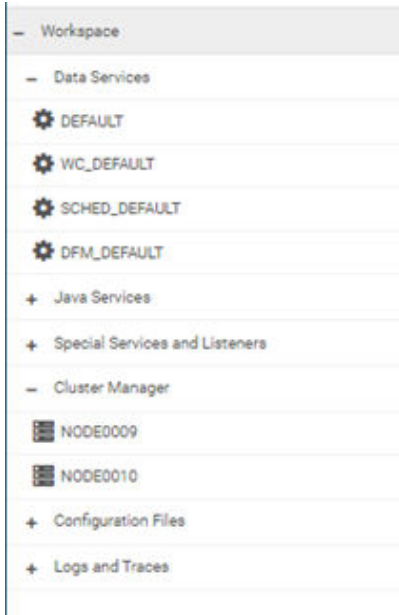 Workspace
Data Services
DEFAULT
WC_DEFAULT
SCHED_DEFAULT
DFM_DEFAULT
Java Services
Special Services and Listeners
Cluster Manager
NODE0009
NODE0010
Configuration Files
Logs and Traces